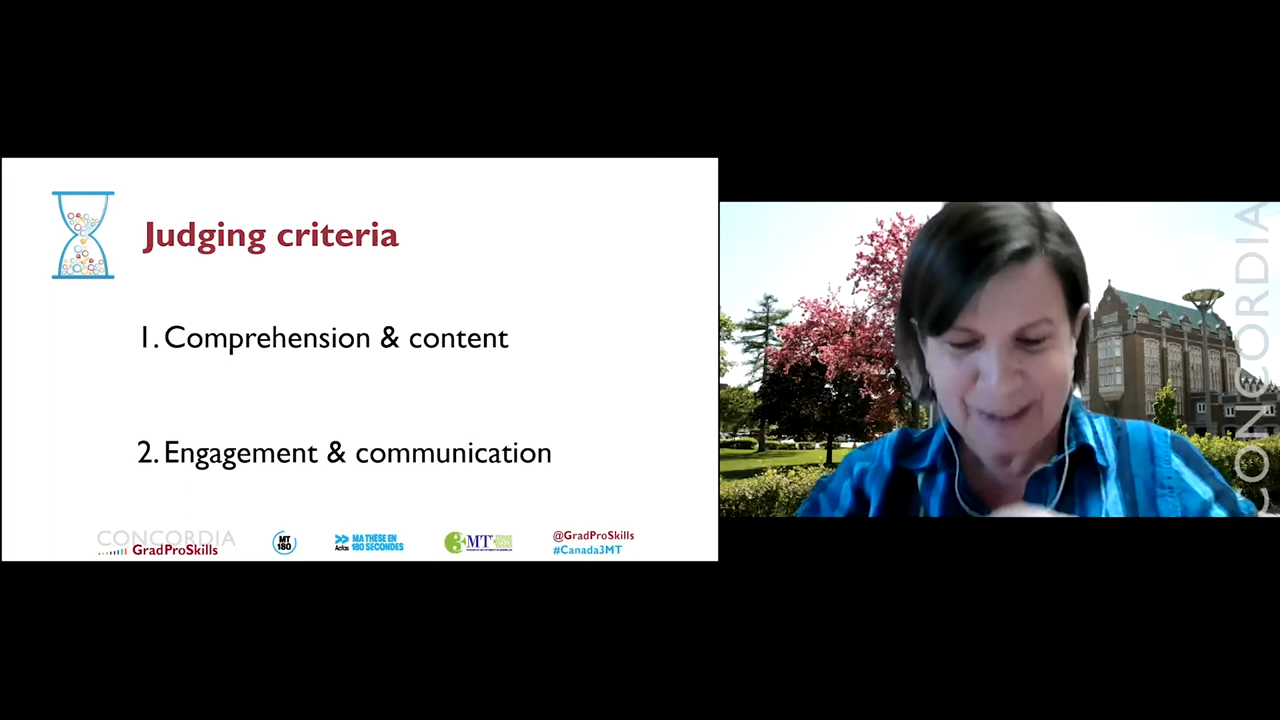 Judging criteria
1. Comprehension & content
2. Engagement & communication
CONCORDIA
GradProSkills
MT
180
Acfas
MA THÈSE EN
180 SECONDES
3MT
@GradProSkills
#Canada3MT
CONCORDIA